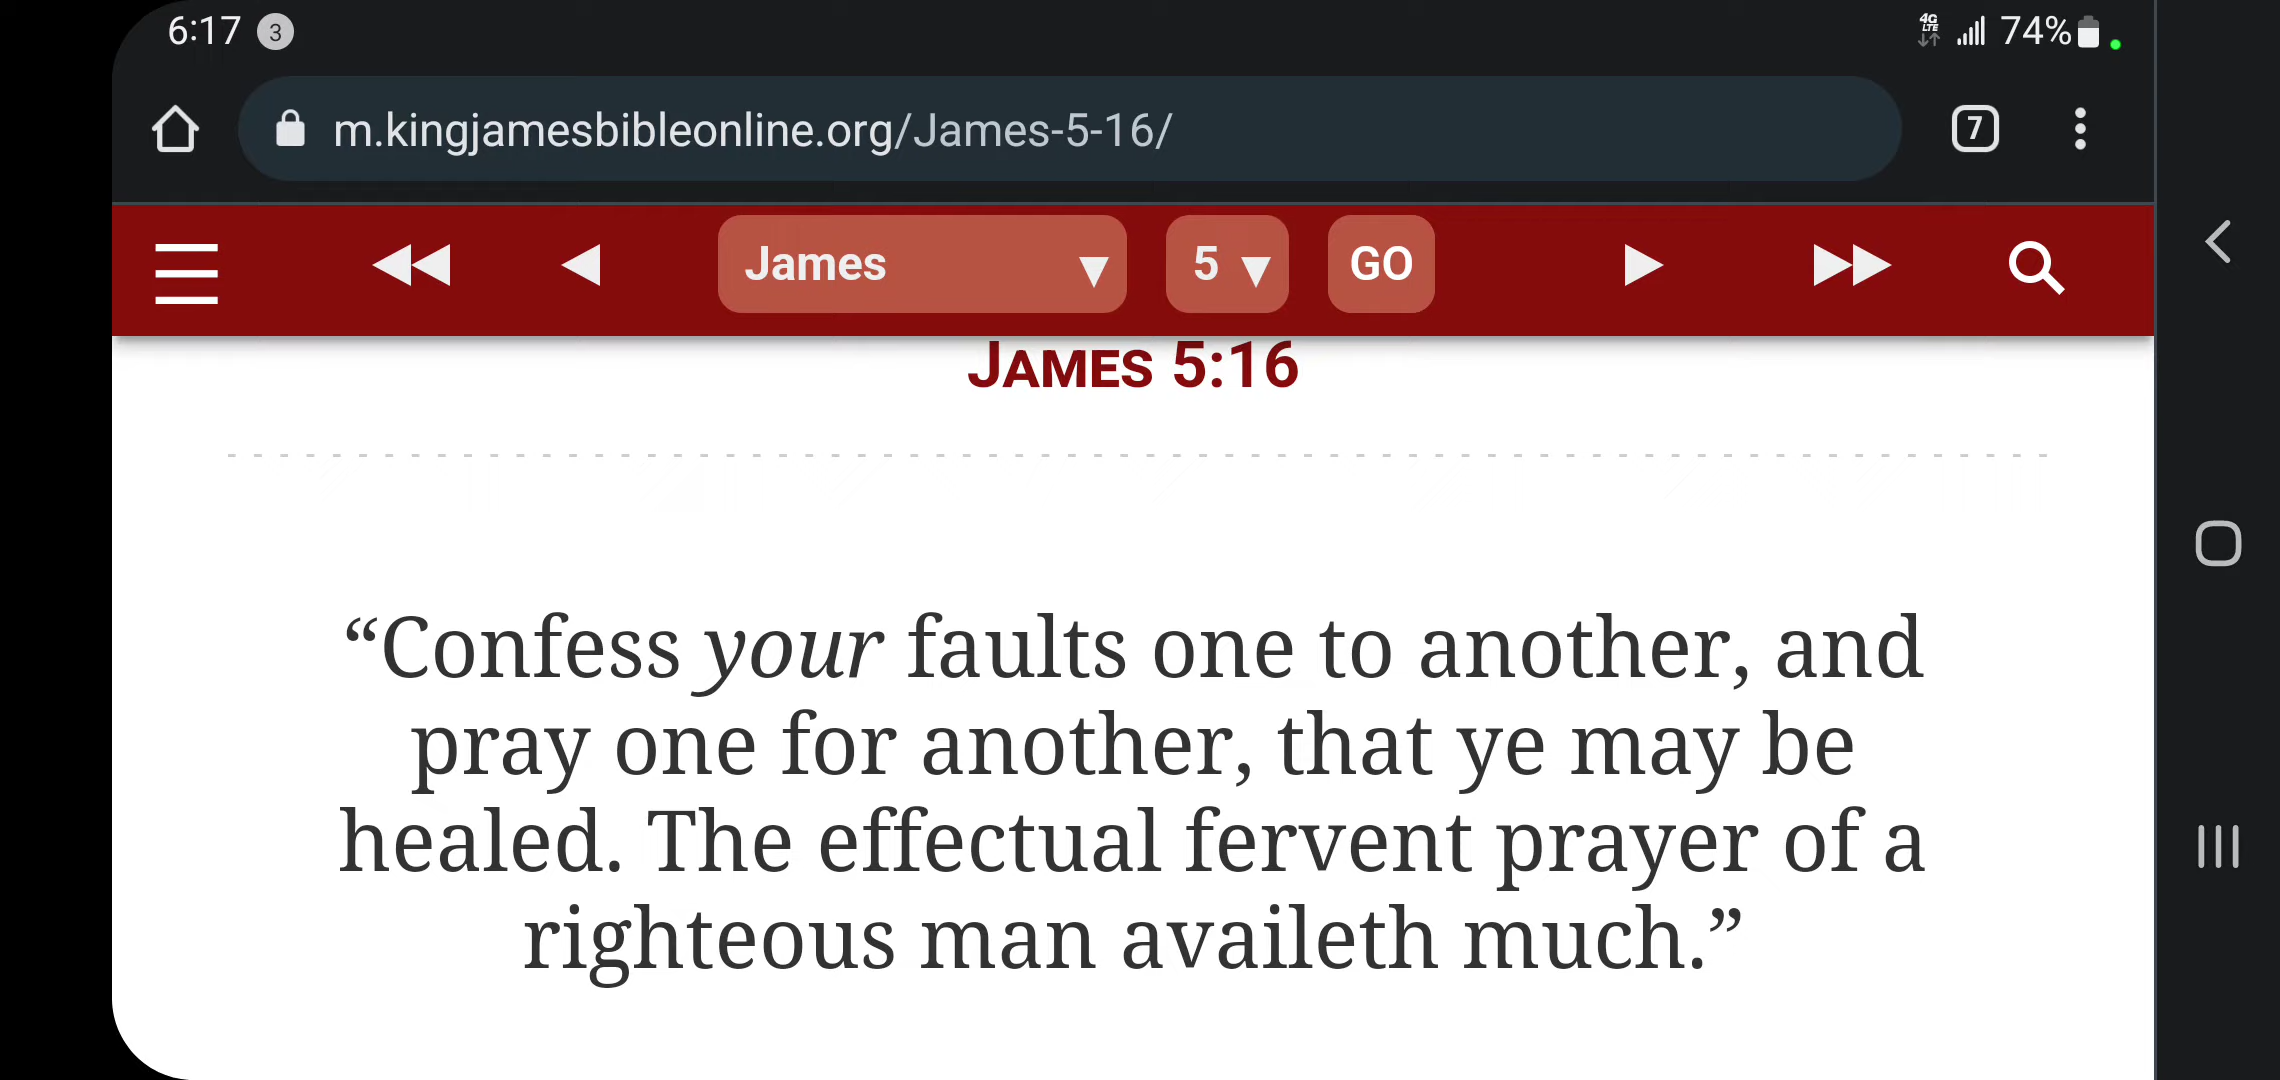 6:17 3 4G LTE 74%
m.kingjamesbibleonline.org/James-5-16/ 7
James 5 GO
JAMES 5:16
“Confess your faults one to another, and
pray one for another, that ye may be
healed. The effectual fervent prayer of a
righteous man availeth much.”